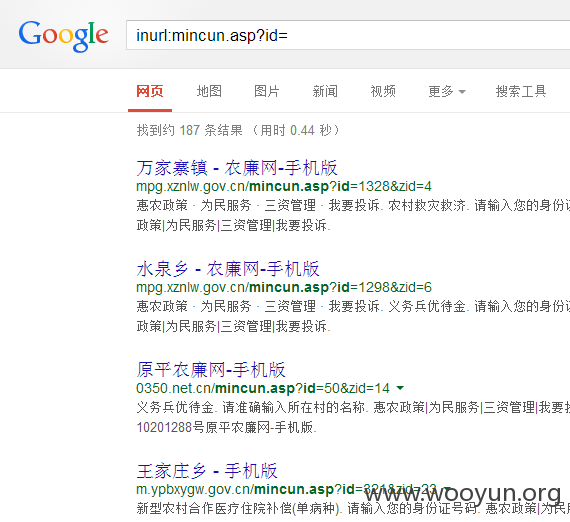 Google
inurl:mincun.asp?id=
网页 地图 图片 新闻 视频 更多 搜索工具
找到约 187 条结果 （用时 0.44 秒）
万家寨镇 - 农廉网-手机版
mpg.xznlw.gov.cn/mincun.asp?id=1328&zid=4
惠农政策 · 为民服务 · 三资管理 · 我要投诉. 农村救灾救济. 请输入您的身份证
政策|为民服务|三资管理|我要投诉.
水泉乡 - 农廉网-手机版
mpg.xznlw.gov.cn/mincun.asp?id=1298&zid=6
惠农政策 · 为民服务 · 三资管理 · 我要投诉. 义务兵优待金. 请输入您的身份证
政策|为民服务|三资管理|我要投诉.
原平农廉网-手机版
0350.net.cn/mincun.asp?id=50&zid=14
义务兵优待金. 请准确输入所在村的名称. 惠农政策|为民服务|三资管理|我要投
10201288号原平农廉网-手机版.
王家庄乡 - 手机版
m.ypbxygw.gov.cn/mincun.asp?id=321&zid=23
新型农村合作医疗住院补偿(单病种). 请输入您的身份证号码. 惠农政策|为民服
www.wooyun.org